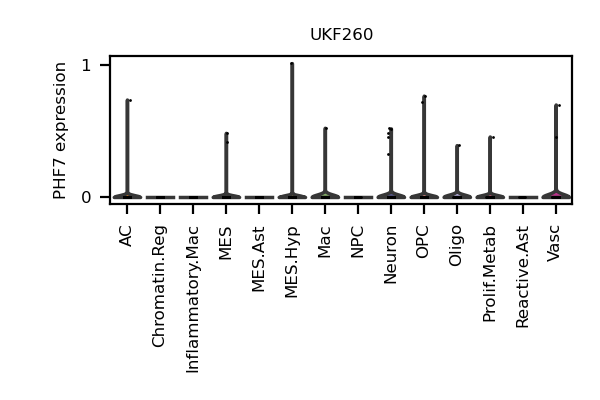 UKF260
PHF7 expression
1
0
AC
Chromatin.Reg
Inflammatory.Mac
MES
MES.Ast
MES.Hyp
Mac
NPC
Neuron
OPC
Oligo
Prolif.Metab
Reactive.Ast
Vasc